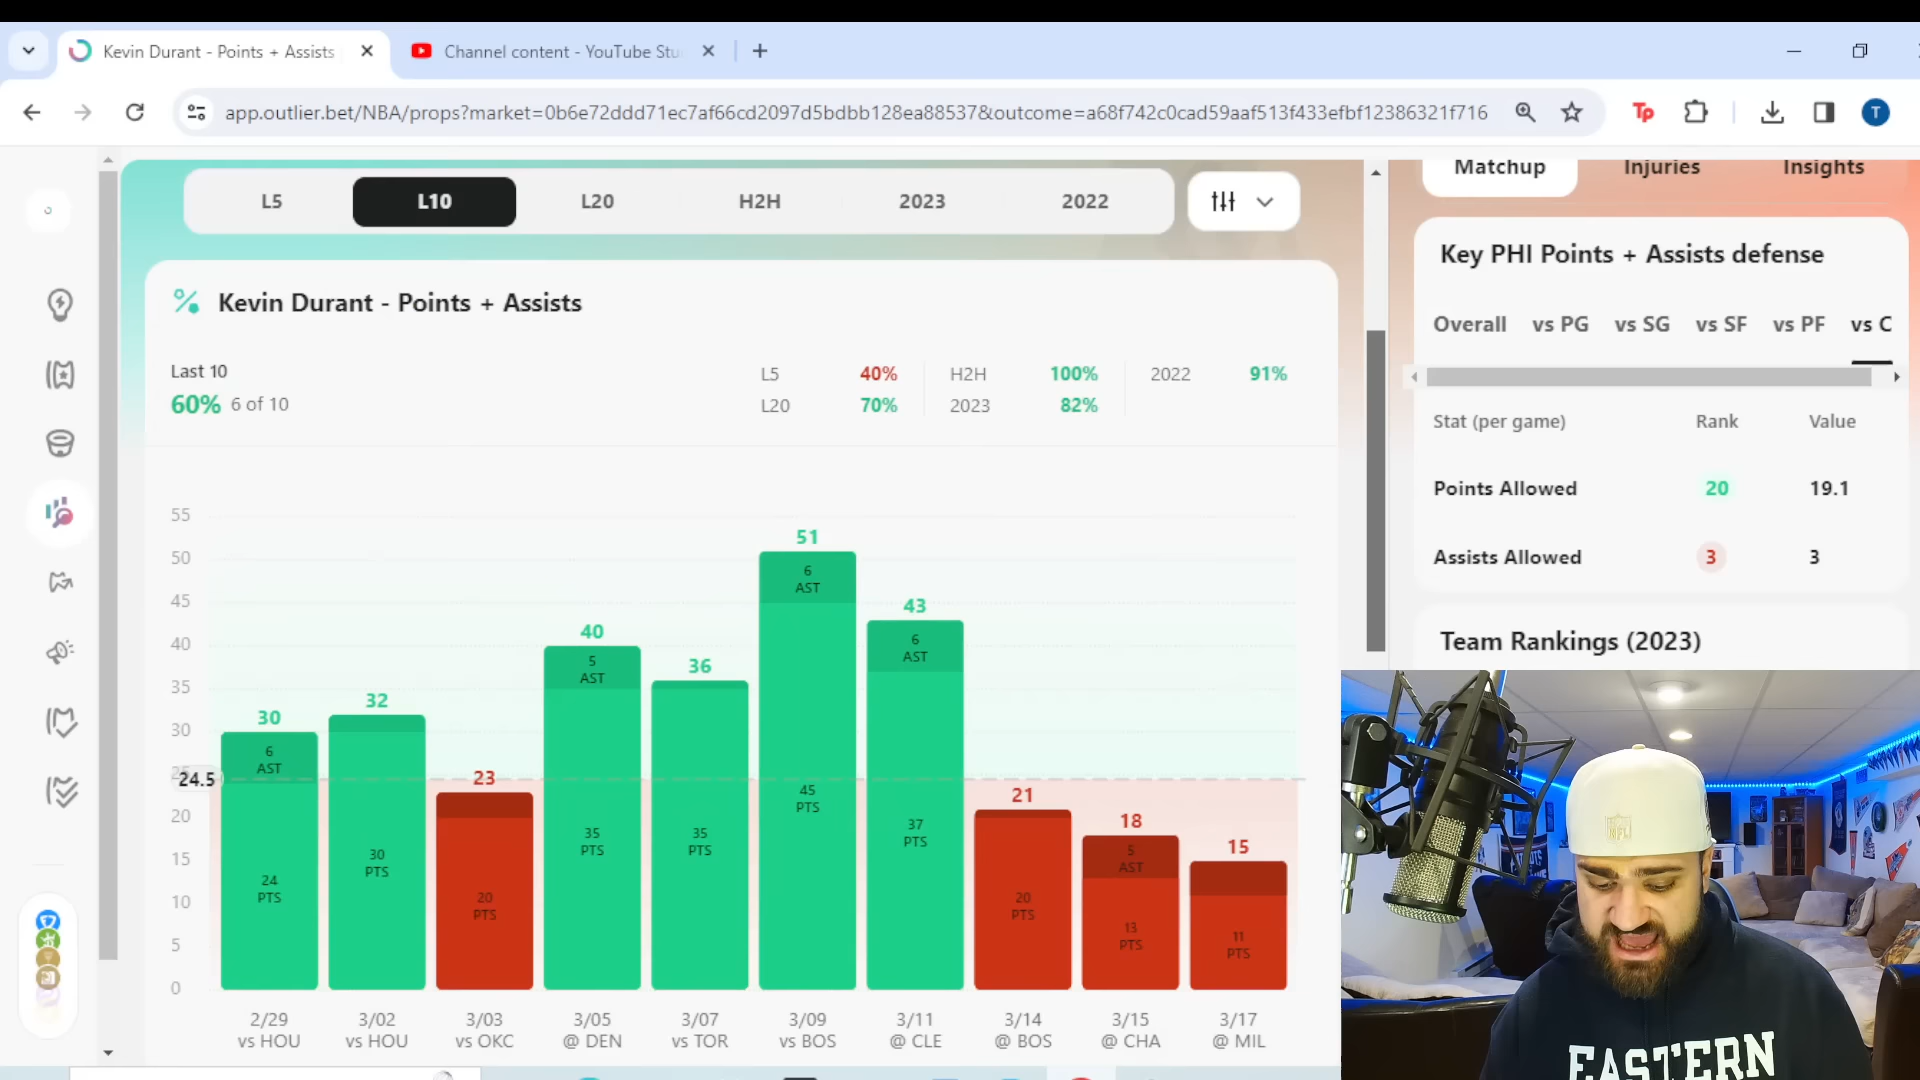 Kevin Durant - Points + Assists
Channel content - YouTube Stu
app.outlier.bet/NBA/props?market=0b6e72ddd71ec7af66cd2097d5bdbb128ea88537&outcome=a68f742c0cad59aaf513f433efbf12386321f716
Tp
T
L5 L10 L20 H2H 2023 2022
Matchup Injuries Insights
Kevin Durant - Points + Assists
Last 10
60% 6 of 10
L5 40% H2H 100% 2022 91%
L20 70% 2023 82%
Key PHI Points + Assists defense
Overall vs PG vs SG vs SF vs PF vs C
Stat (per game) Rank Value
Points Allowed 20 19.1
Assists Allowed 3 3
Team Rankings (2023)
55
50
45
40
35
30
24.5
20
15
10
5
0
30
6
AST
24
PTS
32
30
PTS
23
20
PTS
40
5
AST
35
PTS
36
35
PTS
51
6
AST
45
PTS
43
6
AST
37
PTS
21
20
PTS
18
5
AST
13
PTS
15
11
PTS
2/29 3/02 3/03 3/05 3/07 3/09 3/11 3/14 3/15 3/17
vs HOU vs HOU vs OKC @ DEN vs TOR vs BOS @ CLE @ BOS @ CHA @ MIL
NFL
EASTERN